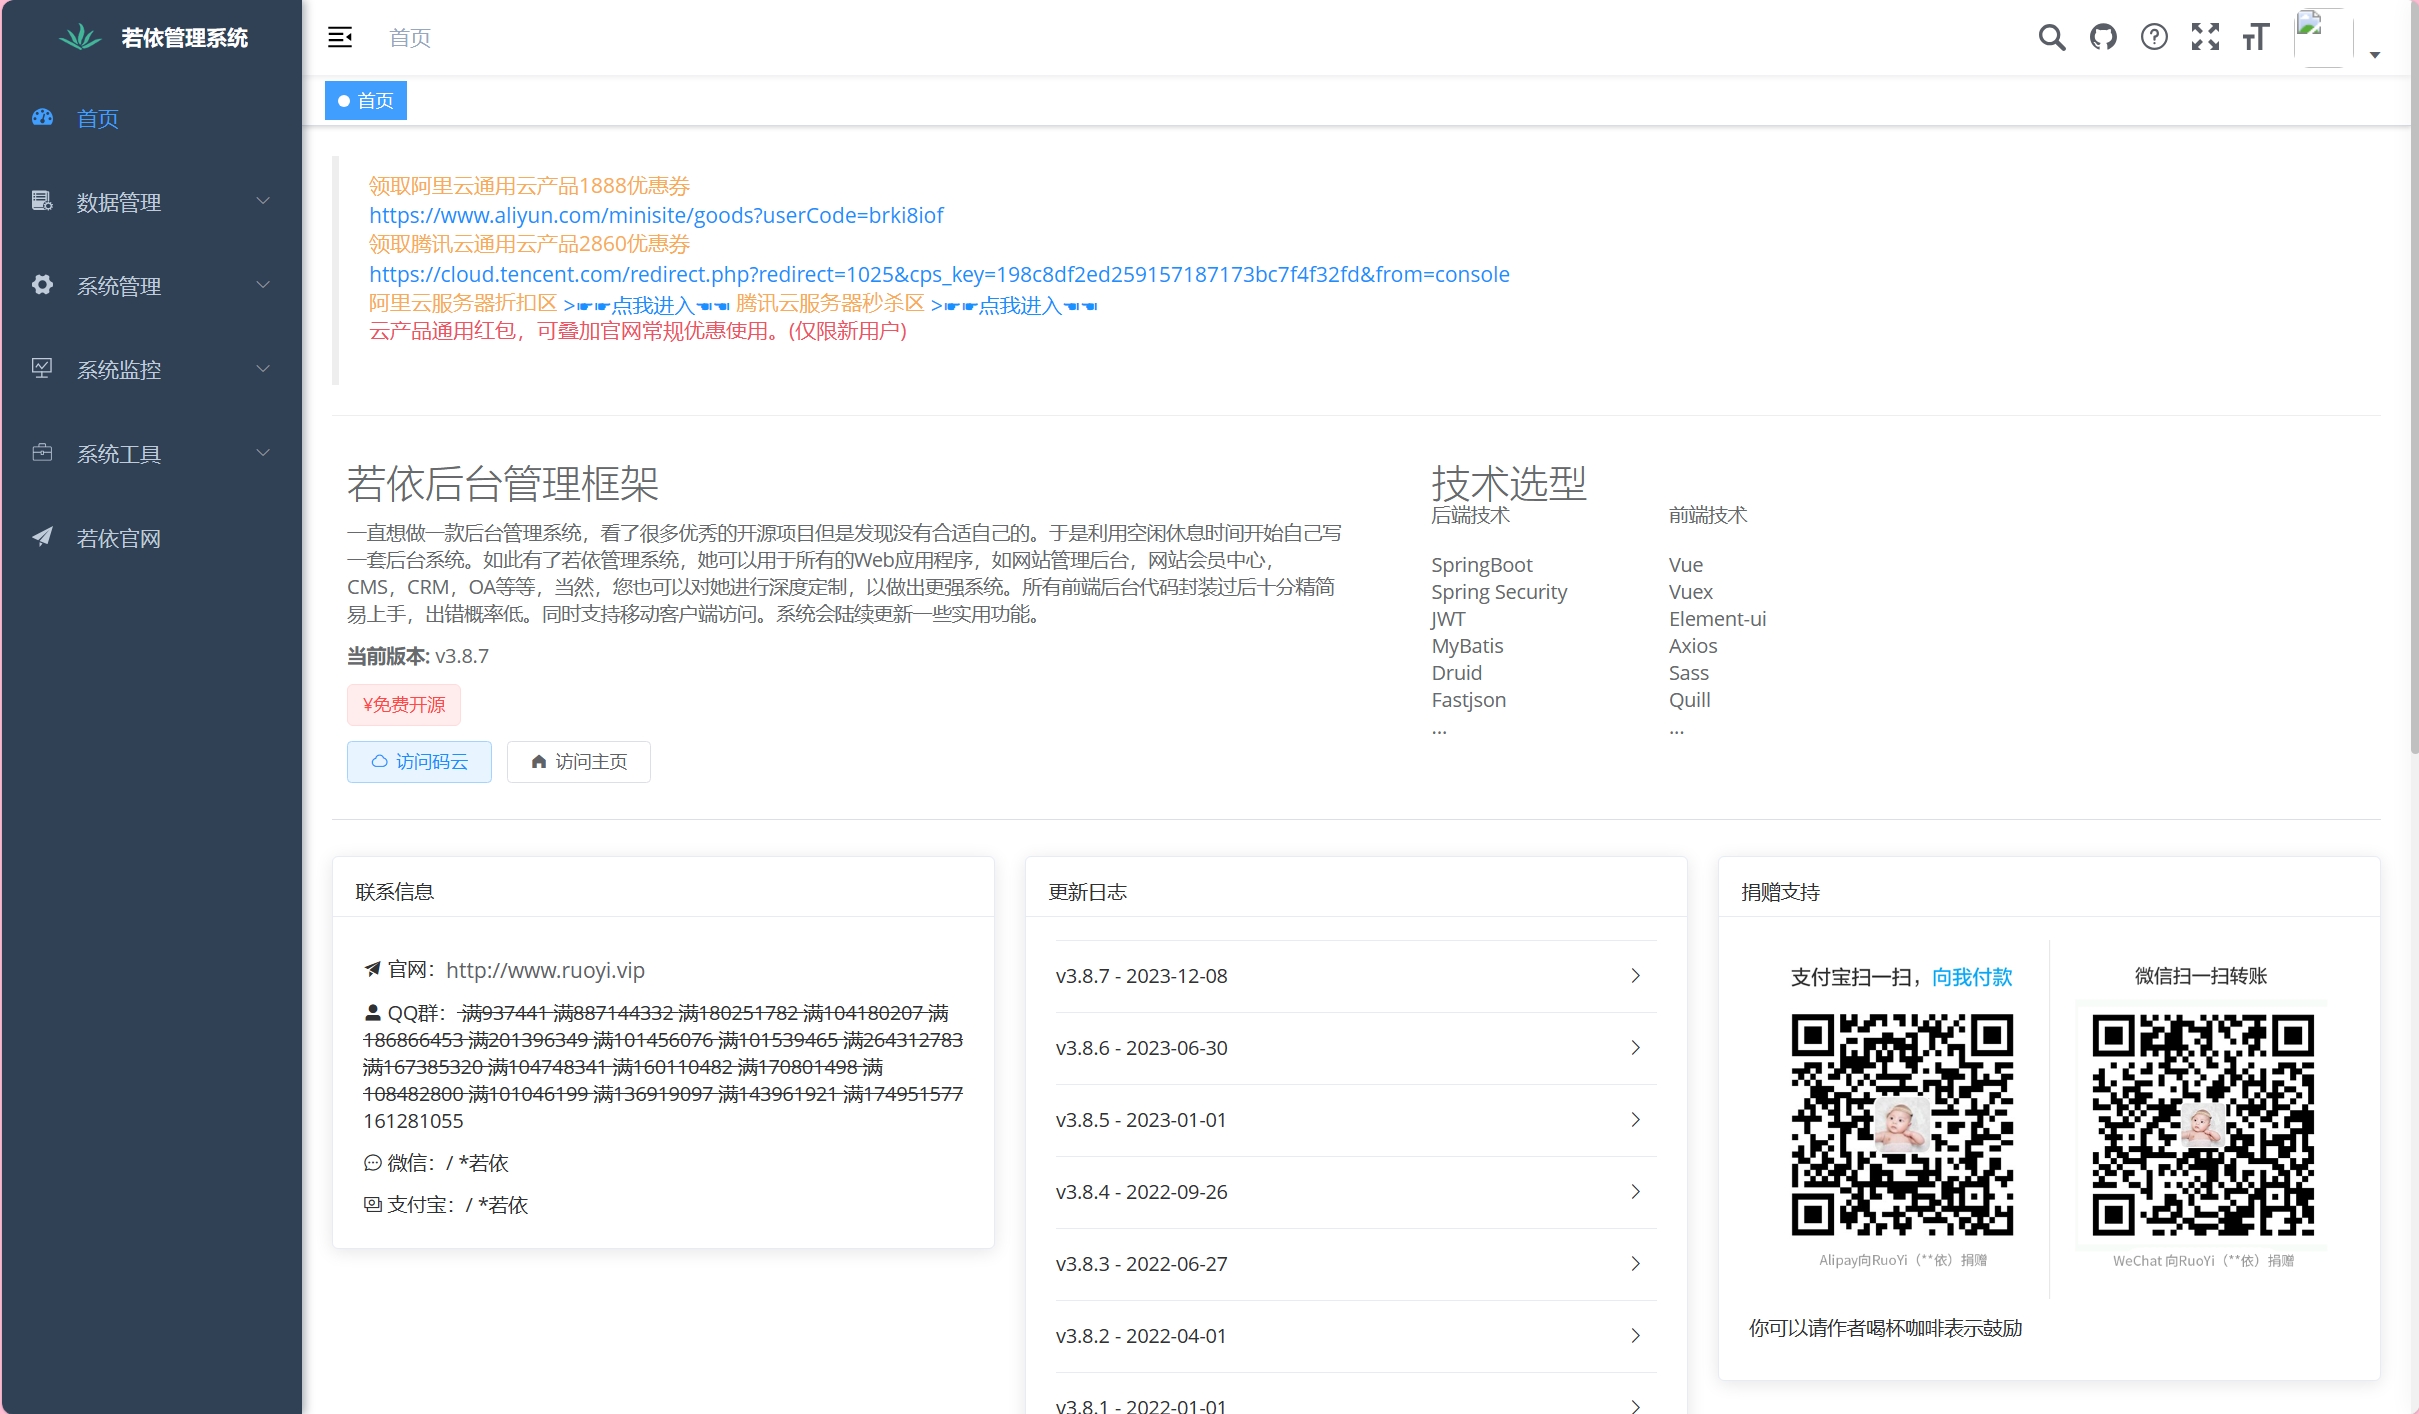 若依管理系统
首页
首页
数据管理
系统管理
系统监控
系统工具
若依官网
首页
领取阿里云通用云产品1888优惠券
https://www.aliyun.com/minisite/goods?userCode=brki8iof
领取腾讯云通用云产品2860优惠券
https://cloud.tencent.com/redirect.php?redirect=1025&cps_key=198c8df2ed259157187173bc7f4f32fd&from=console
阿里云服务器折扣区 >☛☛点我进入☚☚ 腾讯云服务器秒杀区 >☛☛点我进入☚☚
云产品通用红包，可叠加官网常规优惠使用。(仅限新用户)
若依后台管理框架
一直想做一款后台管理系统，看了很多优秀的开源项目但是发现没有合适自己的。于是利用空闲休息时间开始自己写
一套后台系统。如此有了若依管理系统，她可以用于所有的Web应用程序，如网站管理后台，网站会员中心，
CMS，CRM，OA等等，当然，您也可以对她进行深度定制，以做出更强系统。所有前端后台代码封装过后十分精简
易上手，出错概率低。同时支持移动客户端访问。系统会陆续更新一些实用功能。
当前版本: v3.8.7
¥免费开源
访问码云
访问主页
技术选型
后端技术
SpringBoot
Spring Security
JWT
MyBatis
Druid
Fastjson
...
前端技术
Vue
Vuex
Element-ui
Axios
Sass
Quill
...
联系信息
官网：http://www.ruoyi.vip
QQ群： 满937441 满887144332 满180251782 满104180207 满
186866453 满201396349 满101456076 满101539465 满264312783
满167385320 满104748341 满160110482 满170801498 满
108482800 满101046199 满136919097 满143961921 满174951577
161281055
微信：/ *若依
支付宝：/ *若依
更新日志
v3.8.7 - 2023-12-08
v3.8.6 - 2023-06-30
v3.8.5 - 2023-01-01
v3.8.4 - 2022-09-26
v3.8.3 - 2022-06-27
v3.8.2 - 2022-04-01
v3.8.1 - 2022-01-01
捐赠支持
支付宝扫一扫，向我付款
Alipay向RuoYi（**依）捐赠
微信扫一扫转账
WeChat 向RuoYi（**依）捐赠
你可以请作者喝杯咖啡表示鼓励